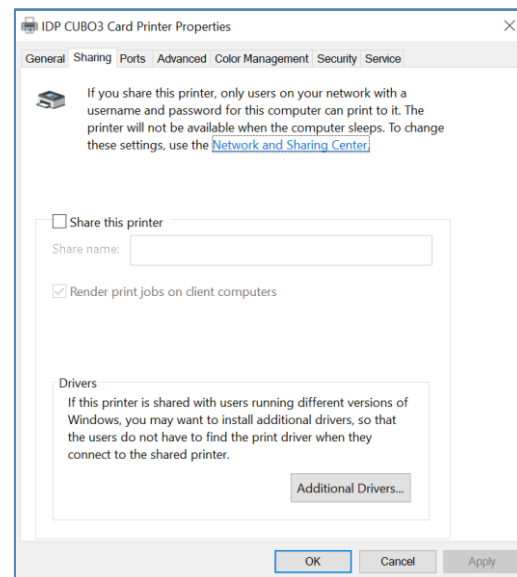 IDP CUBO3 Card Printer Properties
General Sharing Ports Advanced Color Management Security Service
If you share this printer, only users on your network with a
username and password for this computer can print to it. The
printer will not be available when the computer sleeps. To change
these settings, use the Network and Sharing Center.
Share this printer
Share name:
Render print jobs on client computers
Drivers
If this printer is shared with users running different versions of
Windows, you may want to install additional drivers, so that
the users do not have to find the print driver when they
connect to the shared printer.
Additional Drivers...
OK Cancel Apply